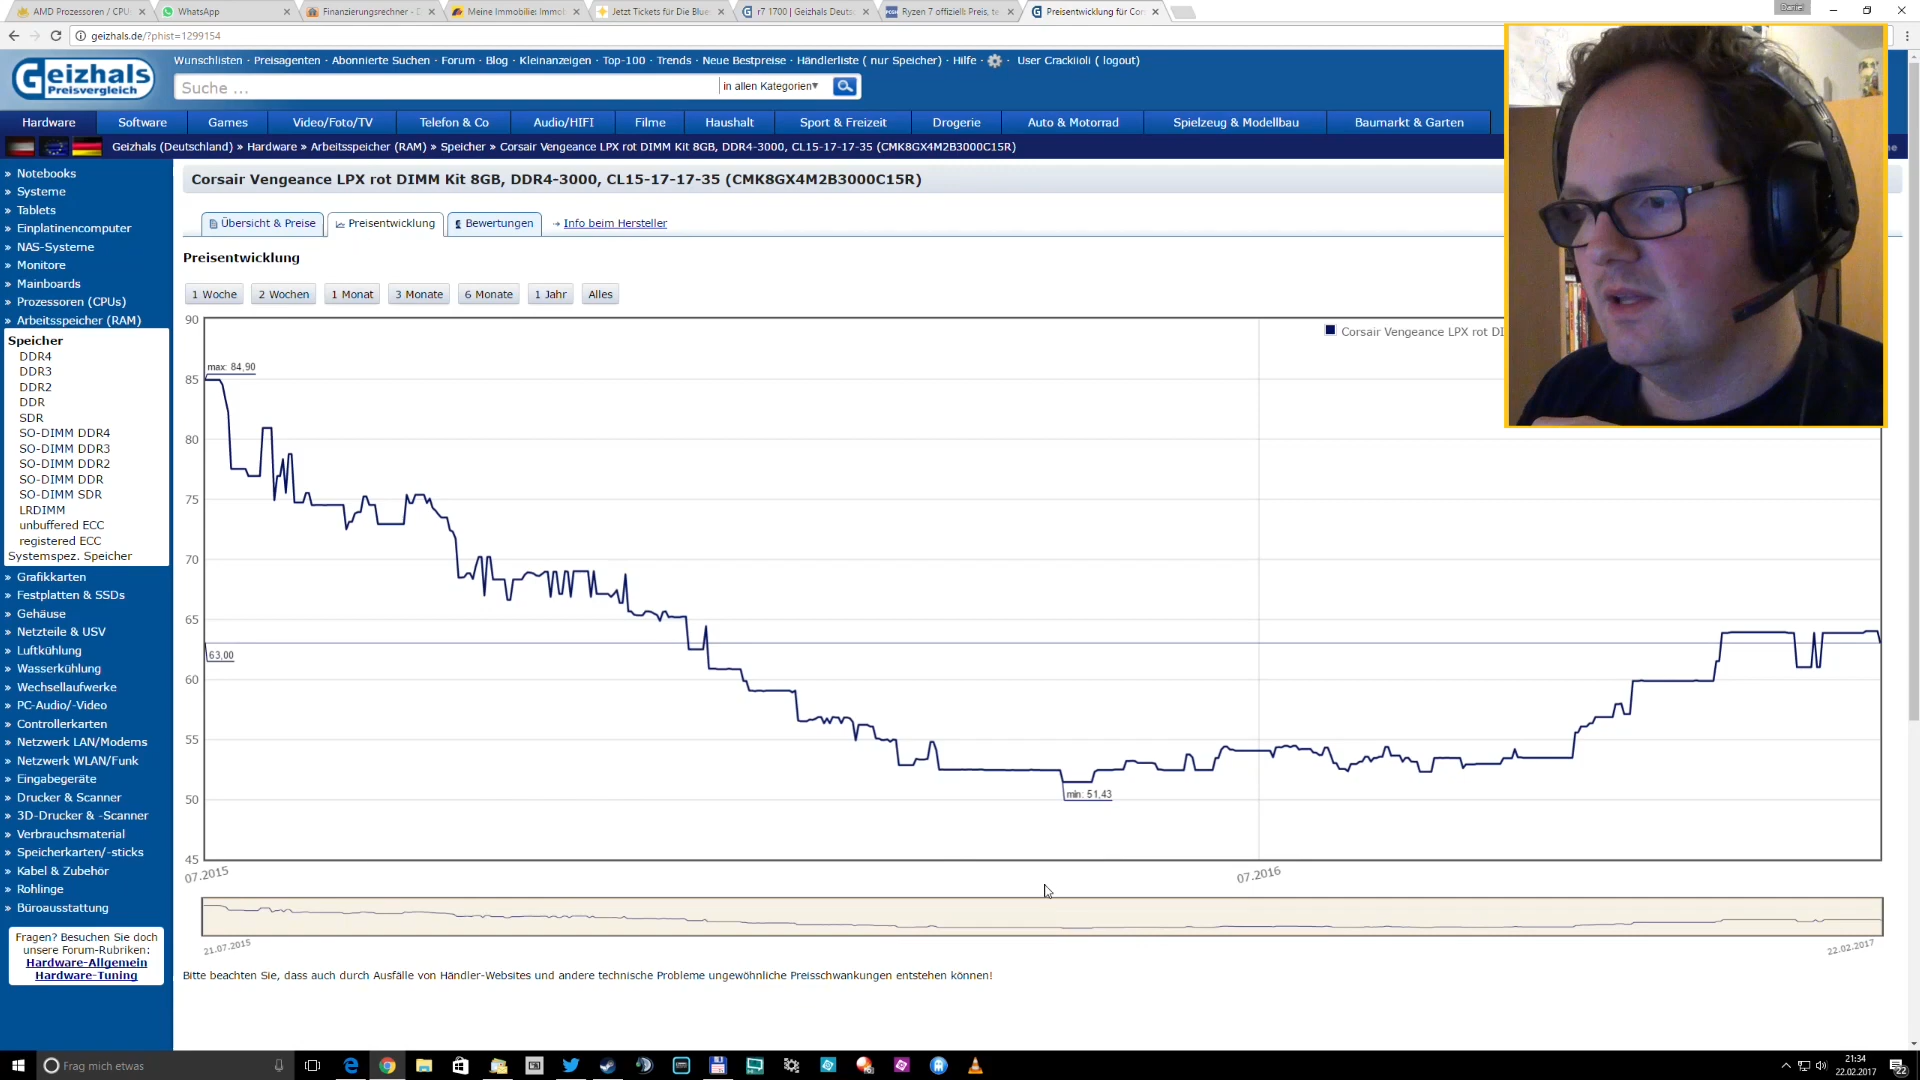 AMD Prozessoren / CPU
WhatsApp
Finanzierungsrechner -
Meine Immobilie: Immo
Jetzt Tickets für Die Blue
r7 1700 | Geizhals Deuts
Ryzen 7 offiziell: Preis, te
Preisentwicklung für Cor
Daniel
geizhals.de/?phist=1299154
Geizhals
Preisvergleich
Wunschlisten · Preisagenten · Abonnierte Suchen · Forum · Blog · Kleinanzeigen · Top-100 · Trends · Neue Bestpreise · Händlerliste ( nur Speicher) · Hilfe · User Crackiioli ( logout)
Suche ...
in allen Kategorien
Hardware
Software
Games
Video/Foto/TV
Telefon & Co
Audio/HIFI
Filme
Haushalt
Sport & Freizeit
Drogerie
Auto & Motorrad
Spielzeug & Modellbau
Baumarkt & Garten
Geizhals (Deutschland) » Hardware » Arbeitsspeicher (RAM) » Speicher » Corsair Vengeance LPX rot DIMM Kit 8GB, DDR4-3000, CL15-17-17-35 (CMK8GX4M2B3000C15R)
» Notebooks
» Systeme
» Tablets
» Einplatinencomputer
» NAS-Systeme
» Monitore
» Mainboards
» Prozessoren (CPUs)
» Arbeitsspeicher (RAM)
Speicher
DDR4
DDR3
DDR2
DDR
SDR
SO-DIMM DDR4
SO-DIMM DDR3
SO-DIMM DDR2
SO-DIMM DDR
SO-DIMM SDR
LRDIMM
unbuffered ECC
registered ECC
Systemspez. Speicher
» Grafikkarten
» Festplatten & SSDs
» Gehäuse
» Netzteile & USV
» Luftkühlung
» Wasserkühlung
» Wechsellaufwerke
» PC-Audio/-Video
» Controllerkarten
» Netzwerk LAN/Modems
» Netzwerk WLAN/Funk
» Eingabegeräte
» Drucker & Scanner
» 3D-Drucker & -Scanner
» Verbrauchsmaterial
» Speicherkarten/-sticks
» Kabel & Zubehör
» Rohlinge
» Büroausstattung
Fragen? Besuchen Sie doch
unsere Forum-Rubriken:
Hardware-Allgemein
Hardware-Tuning
Corsair Vengeance LPX rot DIMM Kit 8GB, DDR4-3000, CL15-17-17-35 (CMK8GX4M2B3000C15R)
Übersicht & Preise
Preisentwicklung
Bewertungen
Info beim Hersteller
Preisentwicklung
1 Woche
2 Wochen
1 Monat
3 Monate
6 Monate
1 Jahr
Alles
90
85
80
75
70
65
60
55
50
45
max: 84,90
63,00
min: 51,43
Corsair Vengeance LPX rot DI
07.2015
07.2016
21.07.2015
22.02.2017
Bitte beachten Sie, dass auch durch Ausfälle von Händler-Websites und andere technische Probleme ungewöhnliche Preisschwankungen entstehen können!
Frag mich etwas
21:34
22.02.2017
22